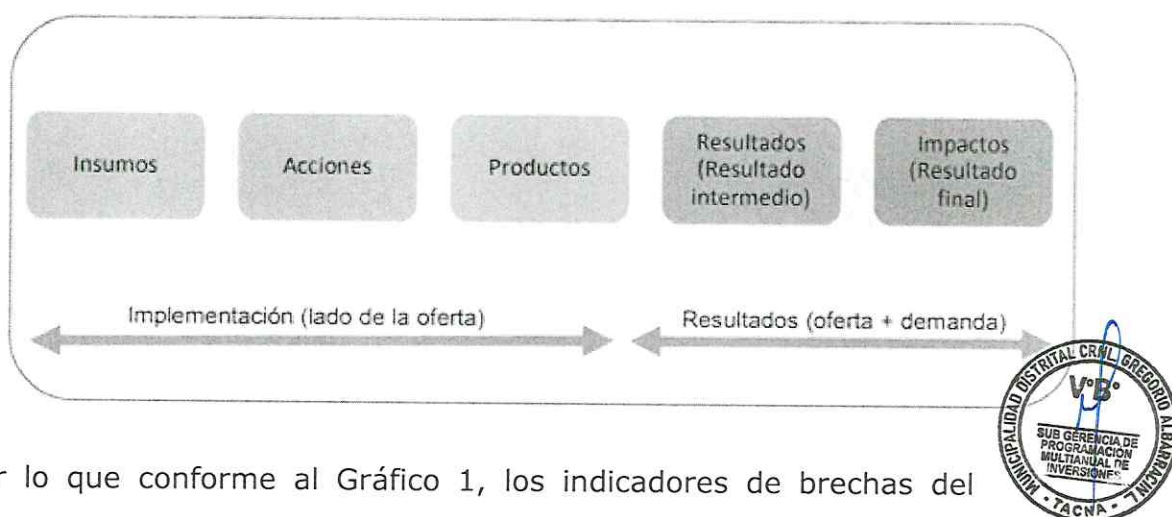 Insumos
Acciones
Productos
Resultados
(Resultado
intermedio)
Impactos
(Resultado
final)
Implementación (lado de la oferta)
Resultados (oferta + demanda)
MUNICIPALIDAD DISTRITAL CRNL. GREGORIO ALBARRACIN L.
V°B°
SUB GERENCIA DE
PROGRAMACION
MULTIANUAL DE
INVERSIONES
- TACNA -
r lo que conforme al Gráfico 1, los indicadores de brechas del